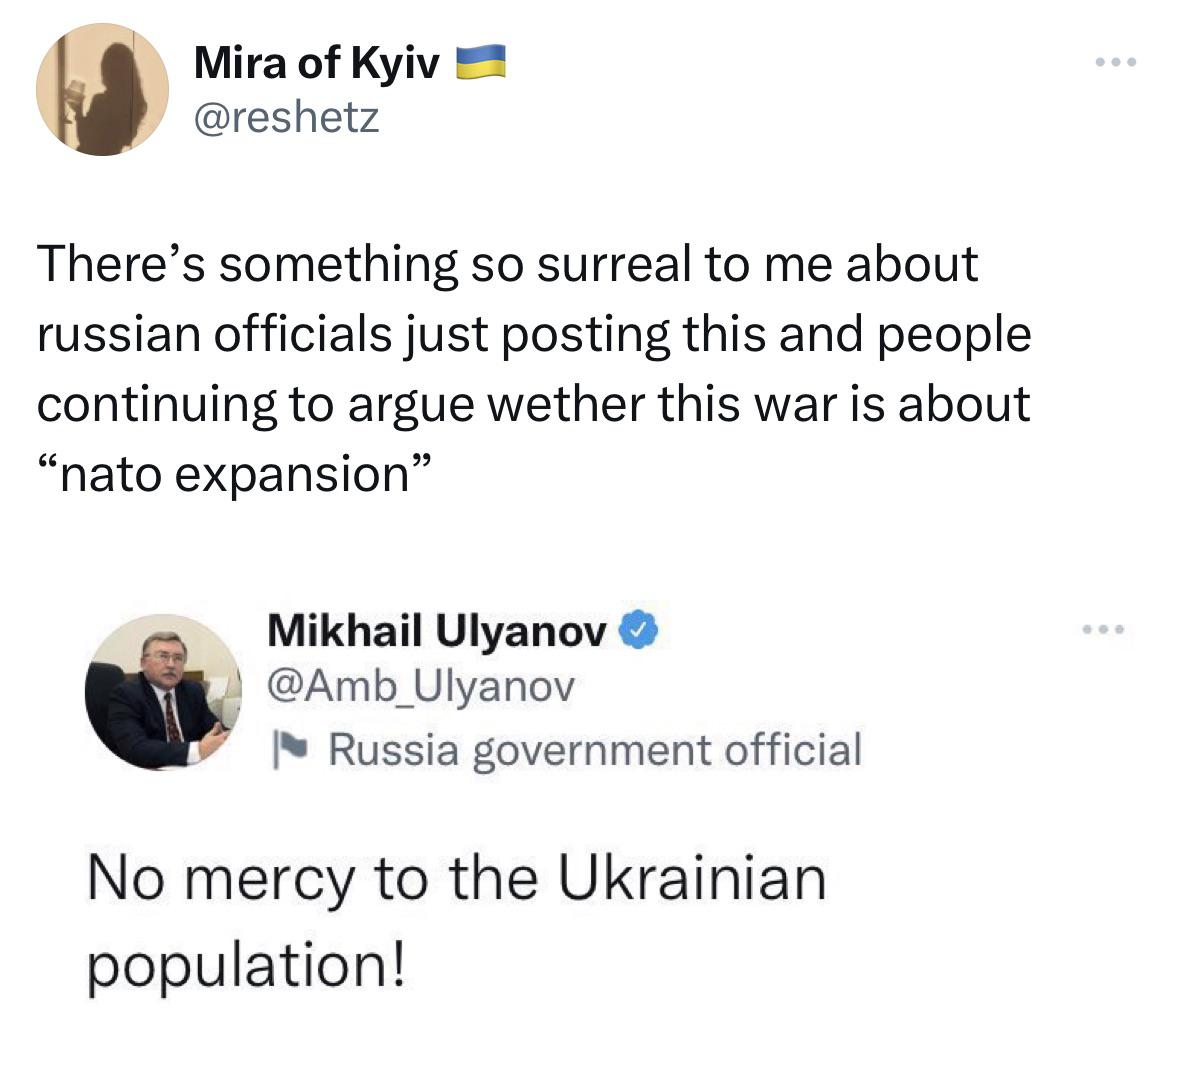 Mira of Kyiv 🇺🇦
@reshetz
There’s something so surreal to me about
russian officials just posting this and people
continuing to argue wether this war is about
“nato expansion”
Mikhail Ulyanov
@Amb_Ulyanov
Russia government official
No mercy to the Ukrainian
population!